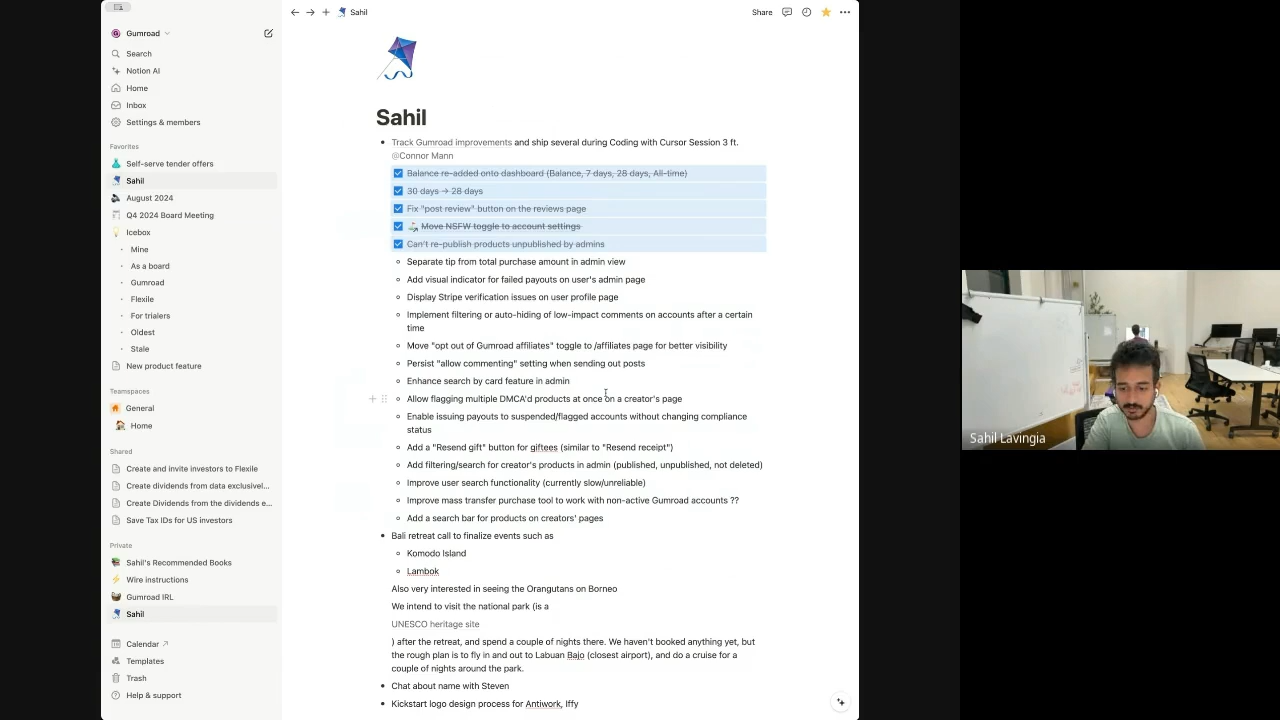 Sahil
Share
Gumroad
Search
Notion AI
Home
Inbox
Settings & members
Favorites
Self-serve tender offers
Sahil
August 2024
Q4 2024 Board Meeting
Icebox
Mine
As a board
Gumroad
Flexile
For trialers
Oldest
Stale
New product feature
Teamspaces
General
Home
Shared
Create and invite investors to Flexile
Create dividends from data exclusivel...
Create Dividends from the dividends e...
Save Tax IDs for US investors
Private
Sahil's Recommended Books
Wire instructions
Gumroad IRL
Sahil
Calendar ↗
Templates
Trash
Help & support
Sahil
Track Gumroad improvements and ship several during Coding with Cursor Session 3 ft.
@Connor Mann
Balance re-added onto dashboard (Balance, 7 days, 28 days, All-time)
30 days → 28 days
Fix "post review" button on the reviews page
Move NSFW toggle to account settings
Can't re-publish products unpublished by admins
Separate tip from total purchase amount in admin view
Add visual indicator for failed payouts on user's admin page
Display Stripe verification issues on user profile page
Implement filtering or auto-hiding of low-impact comments on accounts after a certain
time
Move "opt out of Gumroad affiliates" toggle to /affiliates page for better visibility
Persist "allow commenting" setting when sending out posts
Enhance search by card feature in admin
Allow flagging multiple DMCA'd products at once on a creator's page
Enable issuing payouts to suspended/flagged accounts without changing compliance
status
Add a "Resend gift" button for giftees (similar to "Resend receipt")
Add filtering/search for creator's products in admin (published, unpublished, not deleted)
Improve user search functionality (currently slow/unreliable)
Improve mass transfer purchase tool to work with non-active Gumroad accounts ??
Add a search bar for products on creators' pages
Bali retreat call to finalize events such as
Komodo Island
Lambok
Also very interested in seeing the Orangutans on Borneo
We intend to visit the national park (is a
UNESCO heritage site
) after the retreat, and spend a couple of nights there. We haven't booked anything yet, but
the rough plan is to fly in and out to Labuan Bajo (closest airport), and do a cruise for a
couple of nights around the park.
Chat about name with Steven
Kickstart logo design process for Antiwork, Iffy
Sahil Lavingia